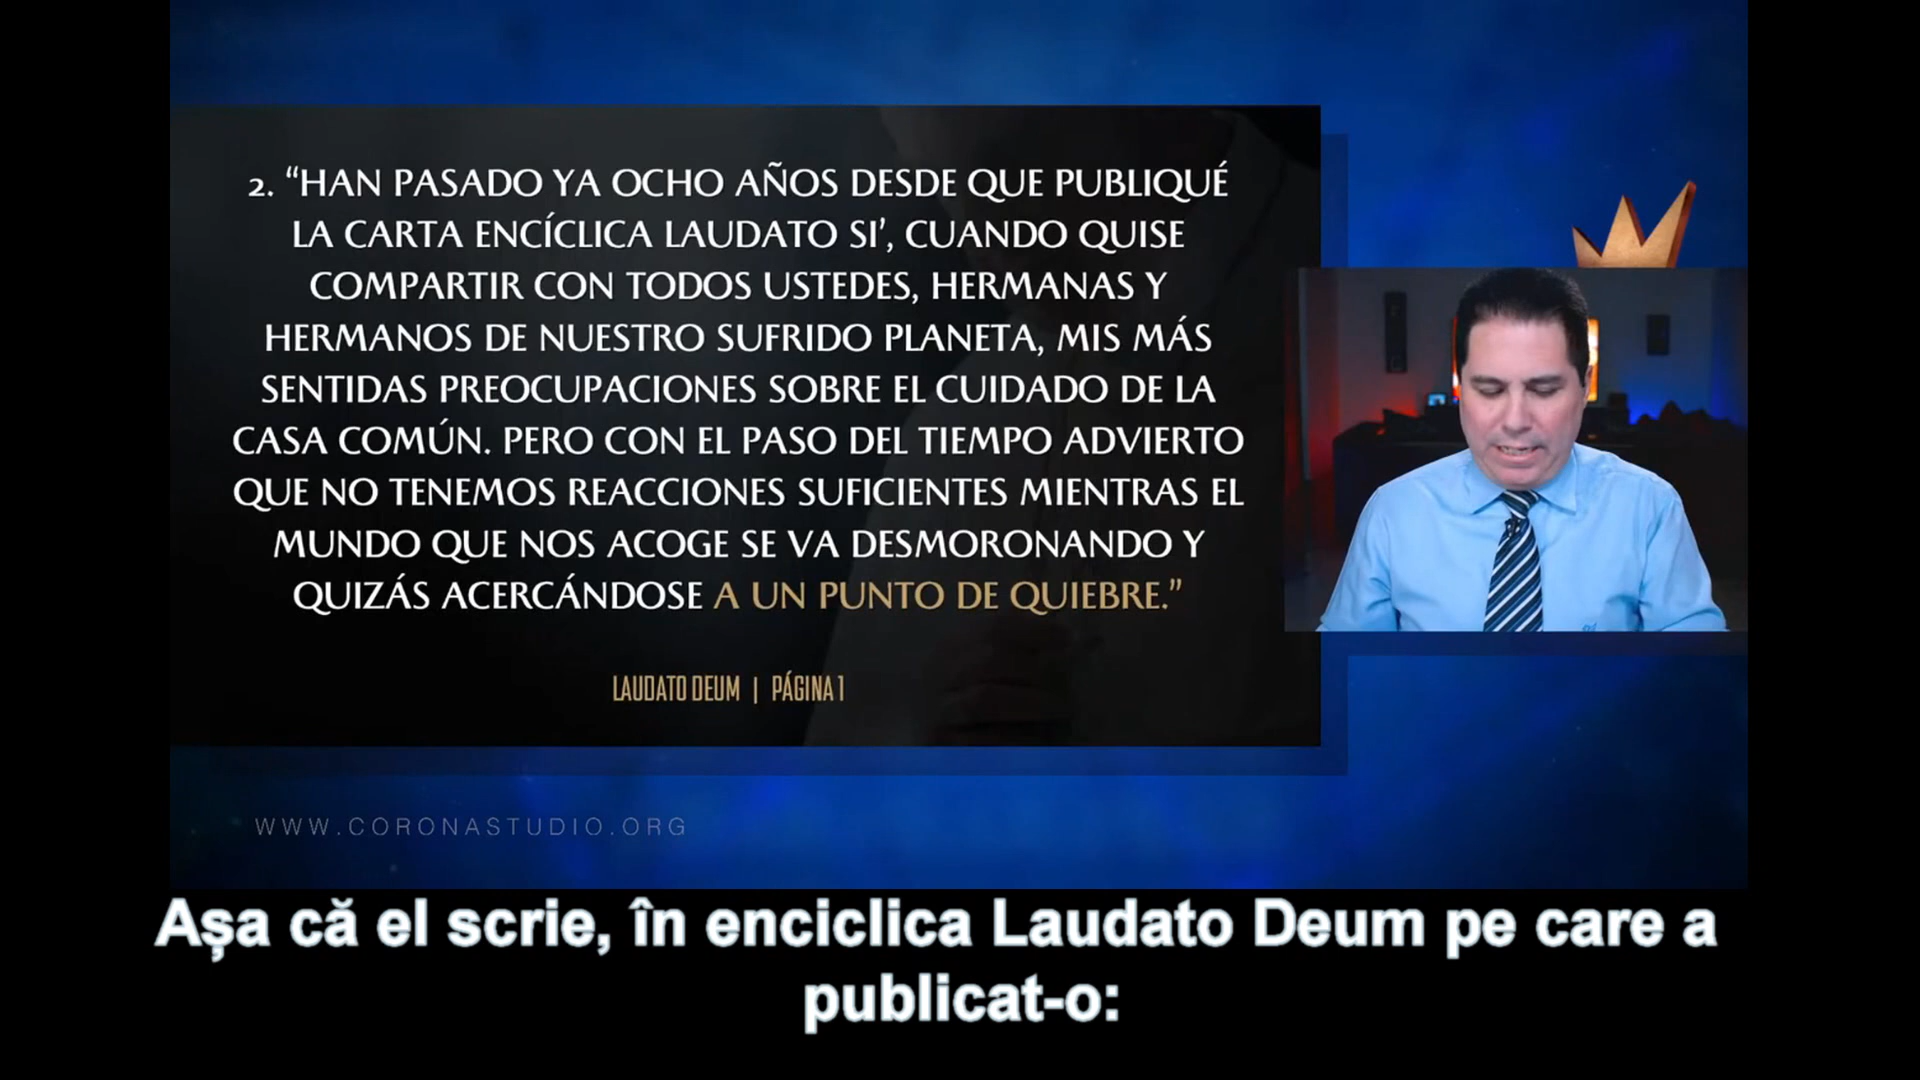 2. “HAN PASADO YA OCHO AÑOS DESDE QUE PUBLIQUÉ
LA CARTA ENCÍCLICA LAUDATO SI’, CUANDO QUISE
COMPARTIR CON TODOS USTEDES, HERMANAS Y
HERMANOS DE NUESTRO SUFRIDO PLANETA, MIS MÁS
SENTIDAS PREOCUPACIONES SOBRE EL CUIDADO DE LA
CASA COMÚN. PERO CON EL PASO DEL TIEMPO ADVIERTO
QUE NO TENEMOS REACCIONES SUFICIENTES MIENTRAS EL
MUNDO QUE NOS ACOGE SE VA DESMORONANDO Y
QUIZÁS ACERCÁNDOSE A UN PUNTO DE QUIEBRE.”
LAUDATO DEUM | PÁGINA 1
WWW.CORONASTUDIO.ORG
Așa că el scrie, în enciclica Laudato Deum pe care a
publicat-o: